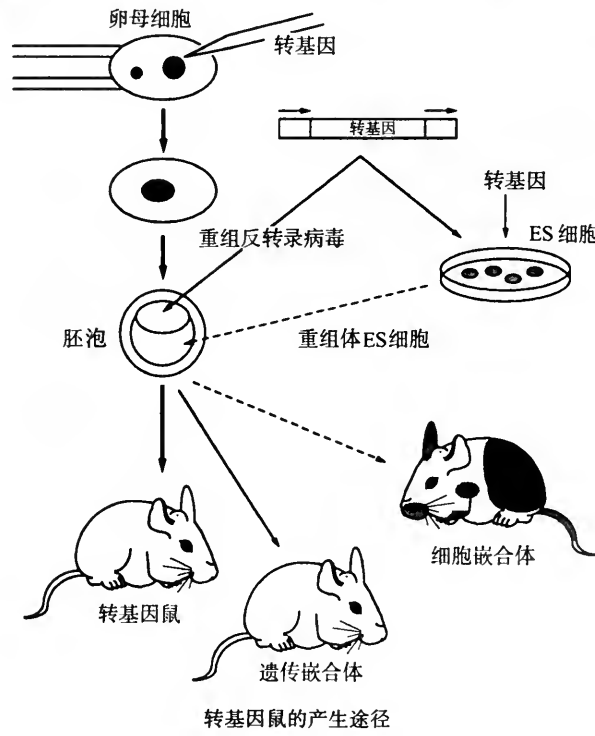 卵母细胞
转基因
转基因
转基因
ES 细胞
重组反转录病毒
胚泡
重组体ES细胞
细胞嵌合体
转基因鼠
遗传嵌合体
转基因鼠的产生途径